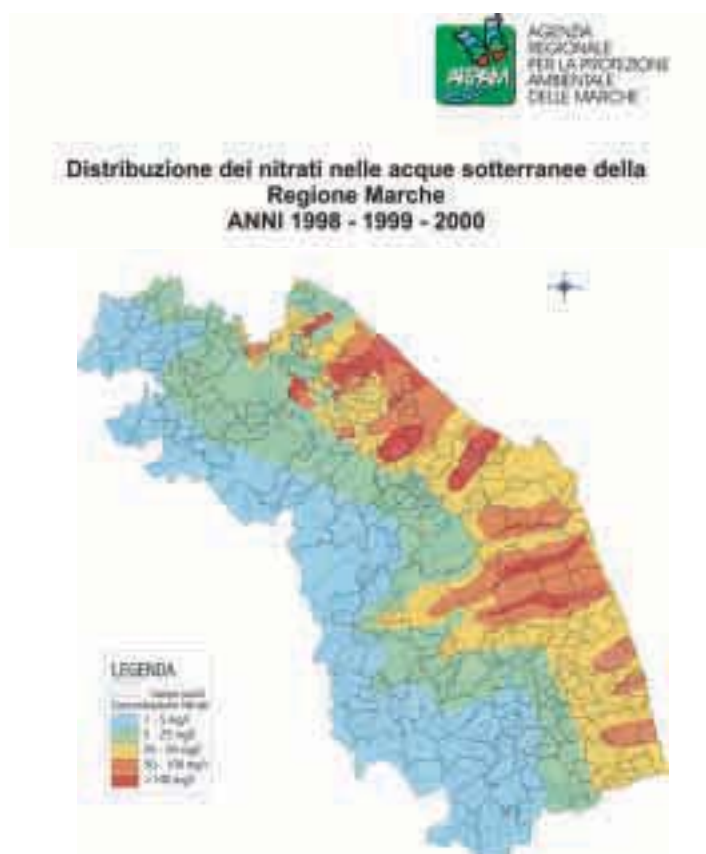 ARPAM
AGENZIA
REGIONALE
PER LA PROTEZIONE
AMBIENTALE
DELLE MARCHE
Distribuzione dei nitrati nelle acque sotterranee della
Regione Marche
ANNI 1998 - 1999 - 2000
LEGENDA